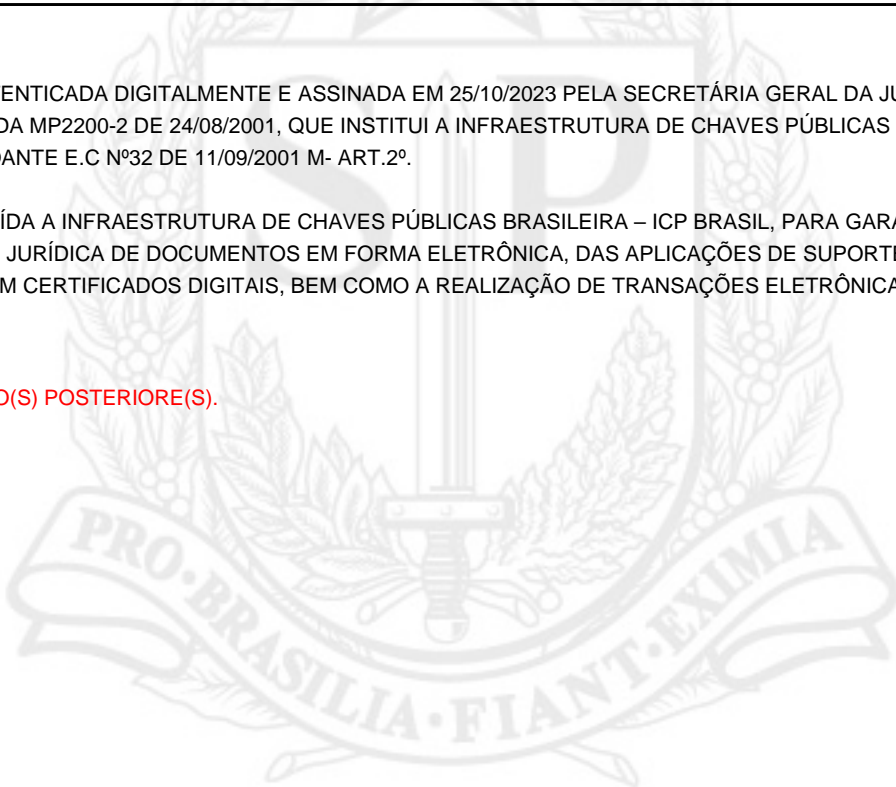 ENTICADA DIGITALMENTE E ASSINADA EM 25/10/2023 PELA SECRETÁRIA GERAL DA JU
DA MP2200-2 DE 24/08/2001, QUE INSTITUI A INFRAESTRUTURA DE CHAVES PÚBLICAS
DANTE E.C Nº32 DE 11/09/2001 M- ART.2º.
ÍDA A INFRAESTRUTURA DE CHAVES PÚBLICAS BRASILEIRA – ICP BRASIL, PARA GARA
JURÍDICA DE DOCUMENTOS EM FORMA ELETRÔNICA, DAS APLICAÇÕES DE SUPORTE
M CERTIFICADOS DIGITAIS, BEM COMO A REALIZAÇÃO DE TRANSAÇÕES ELETRÔNICA
O(S) POSTERIORE(S).
SP
PRO·BRASILIA·FIANT·EXIMIA